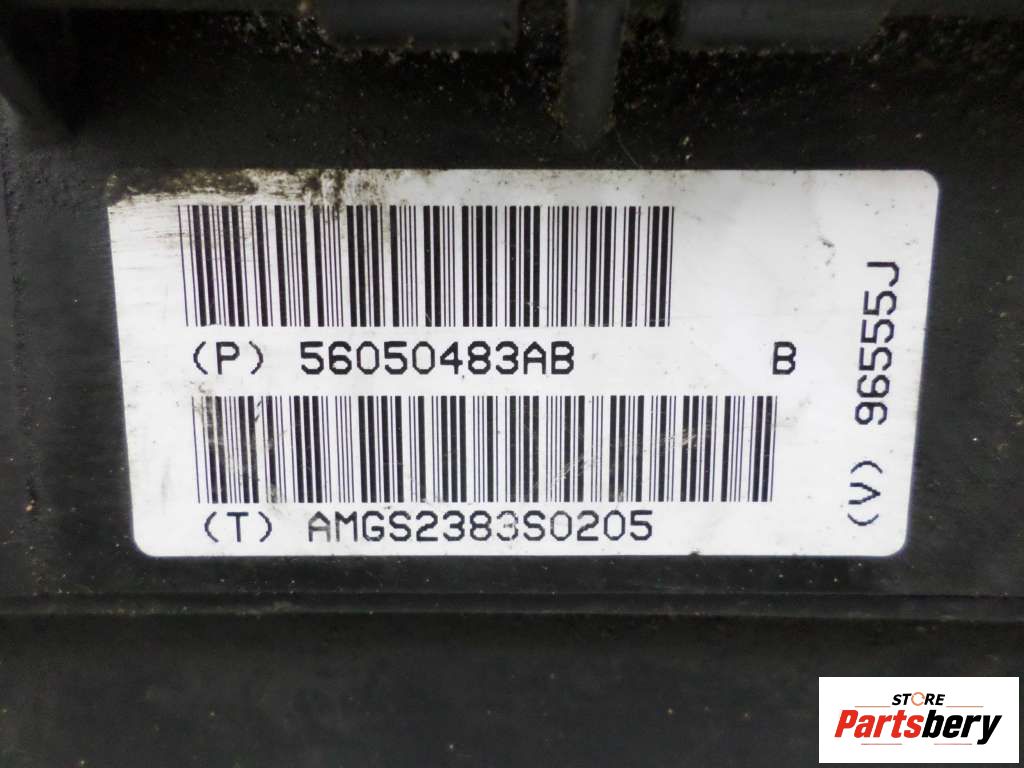 (P) 56050483AB B
(T) AMGS2383S0205
(V) 96555J
STORE
Partsbery